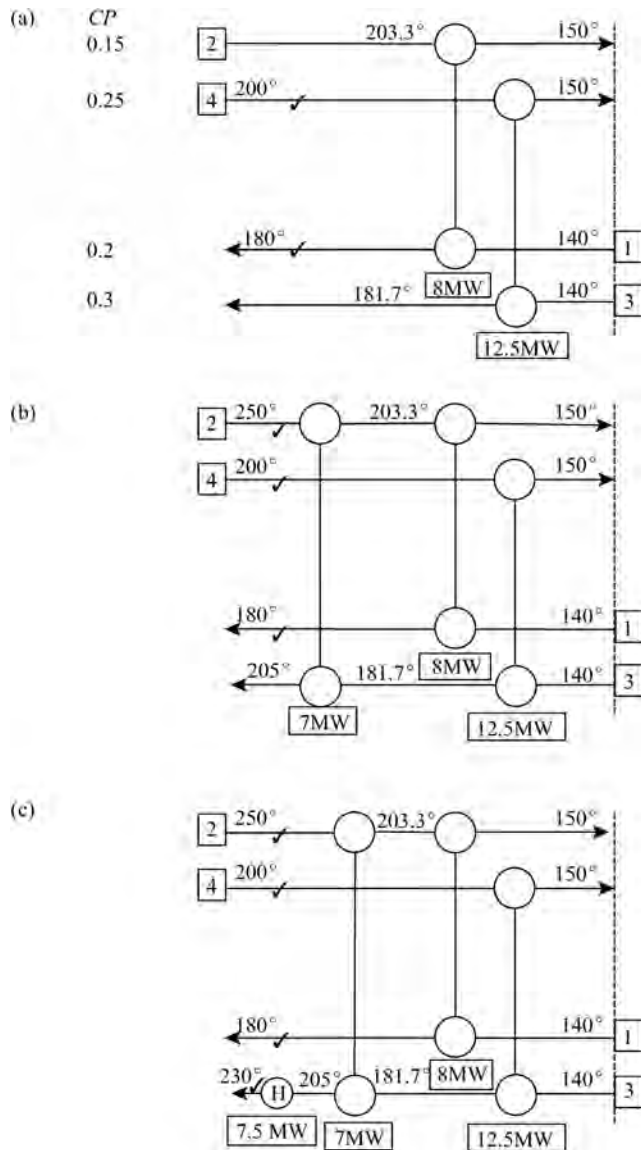 (a) CP
0.15 2 203.3° 150°
0.25 4 200° ✓ 150°
0.2 180° ✓ 140° 1
8MW
0.3 181.7° 140° 3
12.5MW
(b) 2 250° ✓ 203.3° 150°
4 200° ✓ 150°
180° ✓ 140° 1
8MW
205° 181.7° 140° 3
7MW 12.5MW
(c) 2 250° ✓ 203.3° 150°
4 200° ✓ 150°
180° ✓ 140° 1
8MW
230° ✓ H 205° 181.7° 140° 3
7.5 MW 7MW 12.5MW